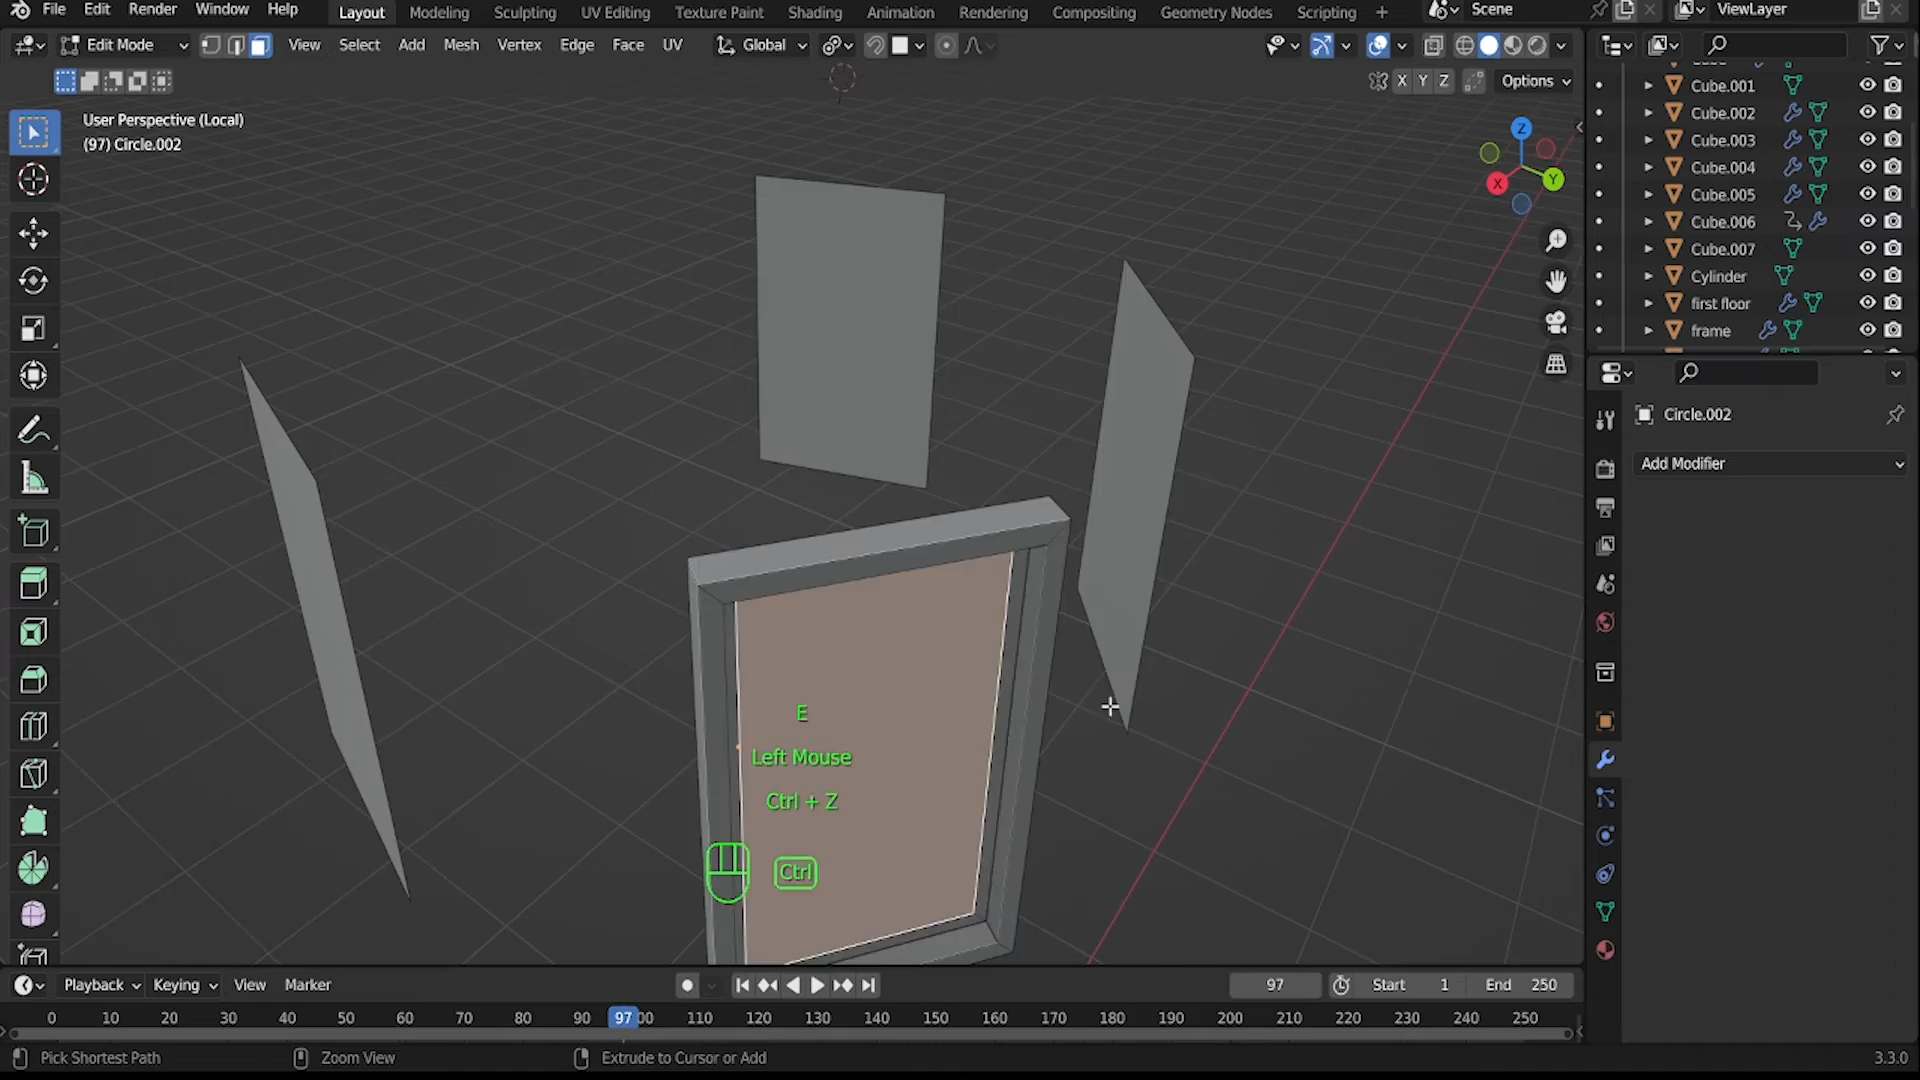 File Edit Render Window Help Layout Modeling Sculpting UV Editing Texture Paint Shading Animation Rendering Compositing Geometry Nodes Scripting + Scene ViewLayer
Edit Mode View Select Add Mesh Vertex Edge Face UV Global
X Y Z Options
User Perspective (Local)
(97) Circle.002
Z
X
Y
Cube.001
Cube.002
Cube.003
Cube.004
Cube.005
Cube.006
Cube.007
Cylinder
first floor
frame
Circle.002
Add Modifier
E
Left Mouse
Ctrl + Z
Ctrl
Playback Keying View Marker 97 Start 1 End 250
0 10 20 30 40 50 60 70 80 90 97 00 110 120 130 140 150 160 170 180 190 200 210 220 230 240 250
Pick Shortest Path Zoom View Extrude to Cursor or Add 3.3.0